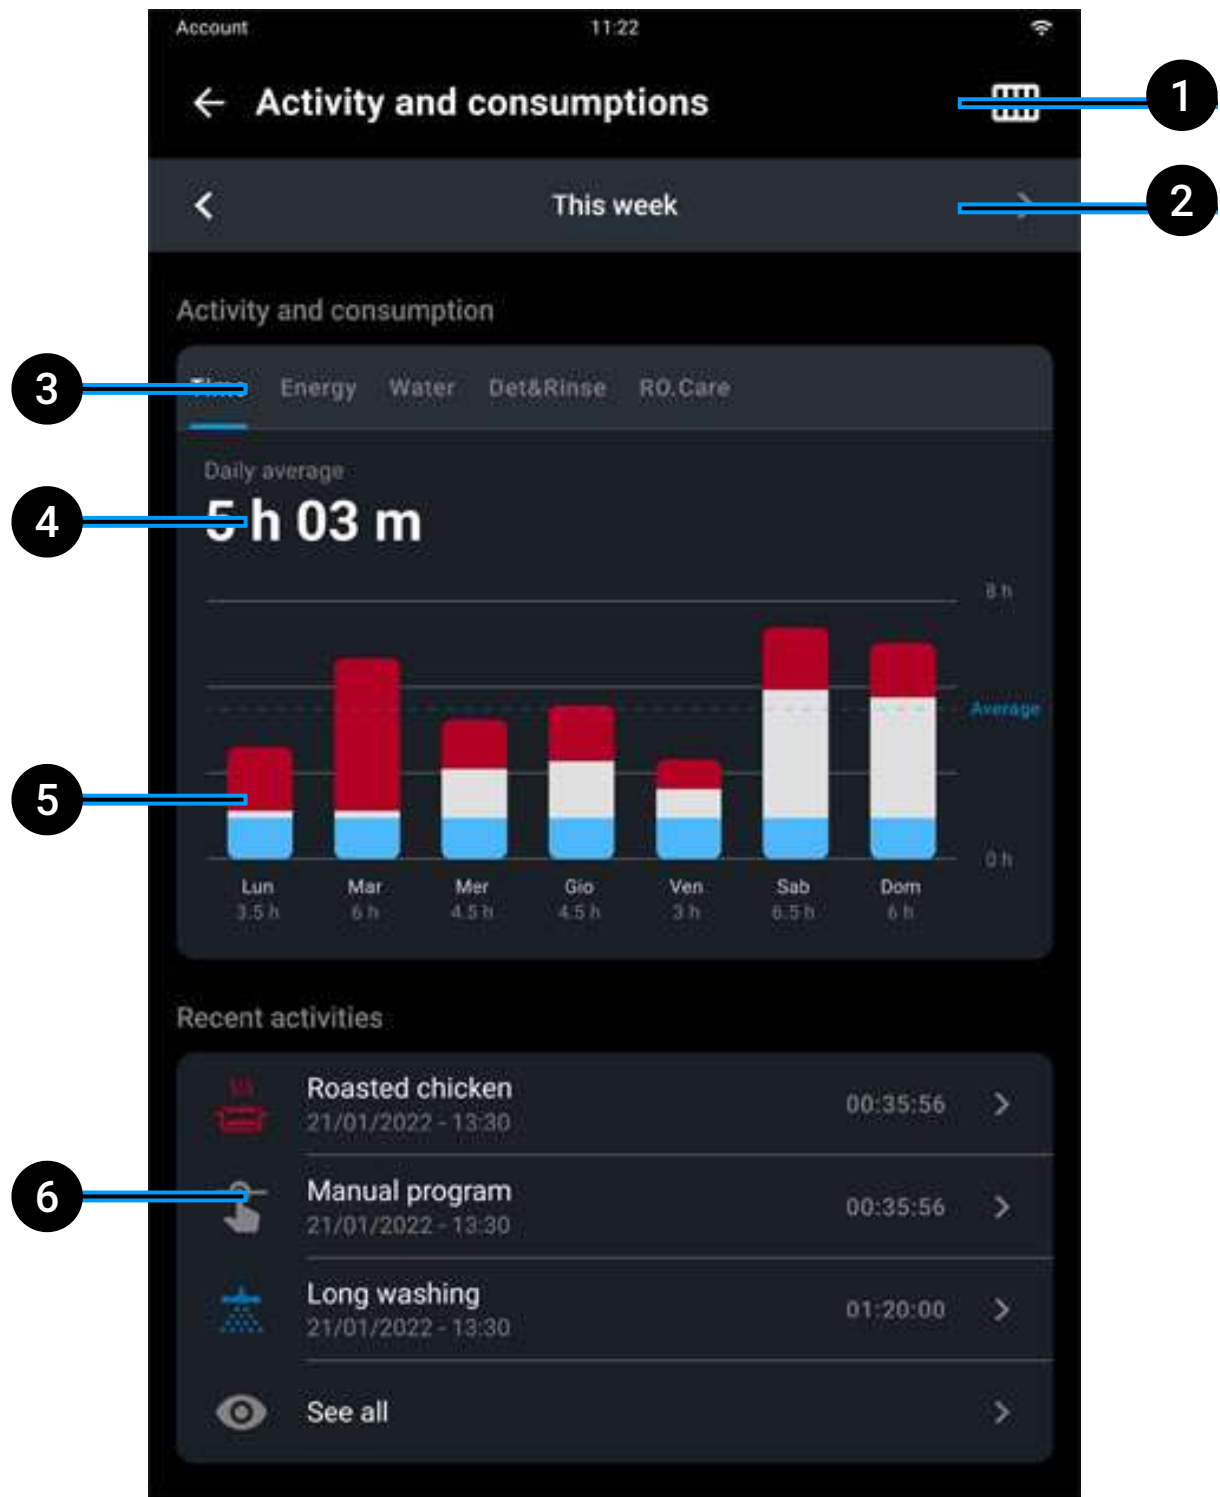 Account 11:22
Activity and consumptions
1
This week
2
Activity and consumption
3
Time Energy Water Det&Rinse RO.Care
Daily average
4
5 h 03 m
8 h
Average
5
0 h
Lun Mar Mer Gio Ven Sab Dom
3.5 h 6 h 4.5 h 4.5 h 3 h 6.5 h 6 h
Recent activities
Roasted chicken
21/01/2022 - 13:30
00:35:56
6
Manual program
21/01/2022 - 13:30
00:35:56
Long washing
21/01/2022 - 13:30
01:20:00
See all